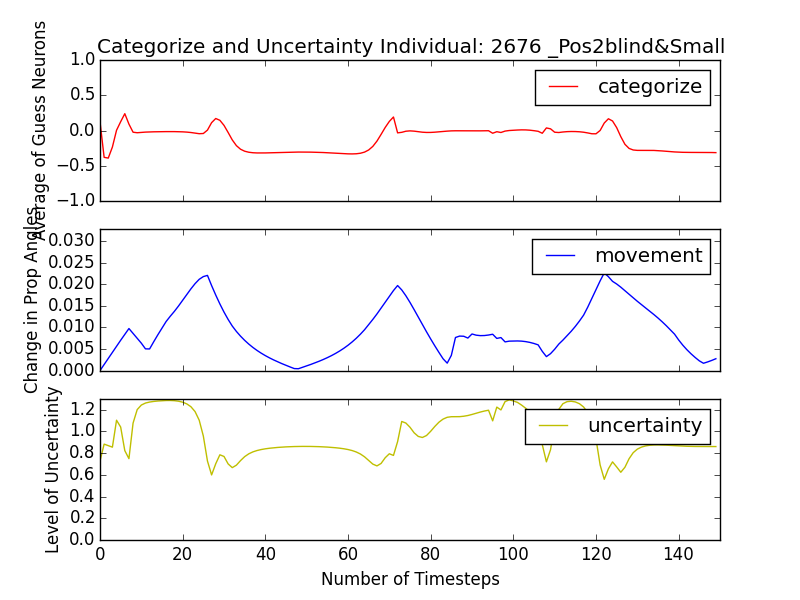 Categorize and Uncertainty Individual: 2676 _Pos2blind&Small
Average of Guess Neurons
1.0
0.5
0.0
−0.5
−1.0
categorize
Change in Prop Angles
0.030
0.025
0.020
0.015
0.010
0.005
0.000
movement
Level of Uncertainty
1.2
1.0
0.8
0.6
0.4
0.2
0.0
uncertainty
0 20 40 60 80 100 120 140
Number of Timesteps